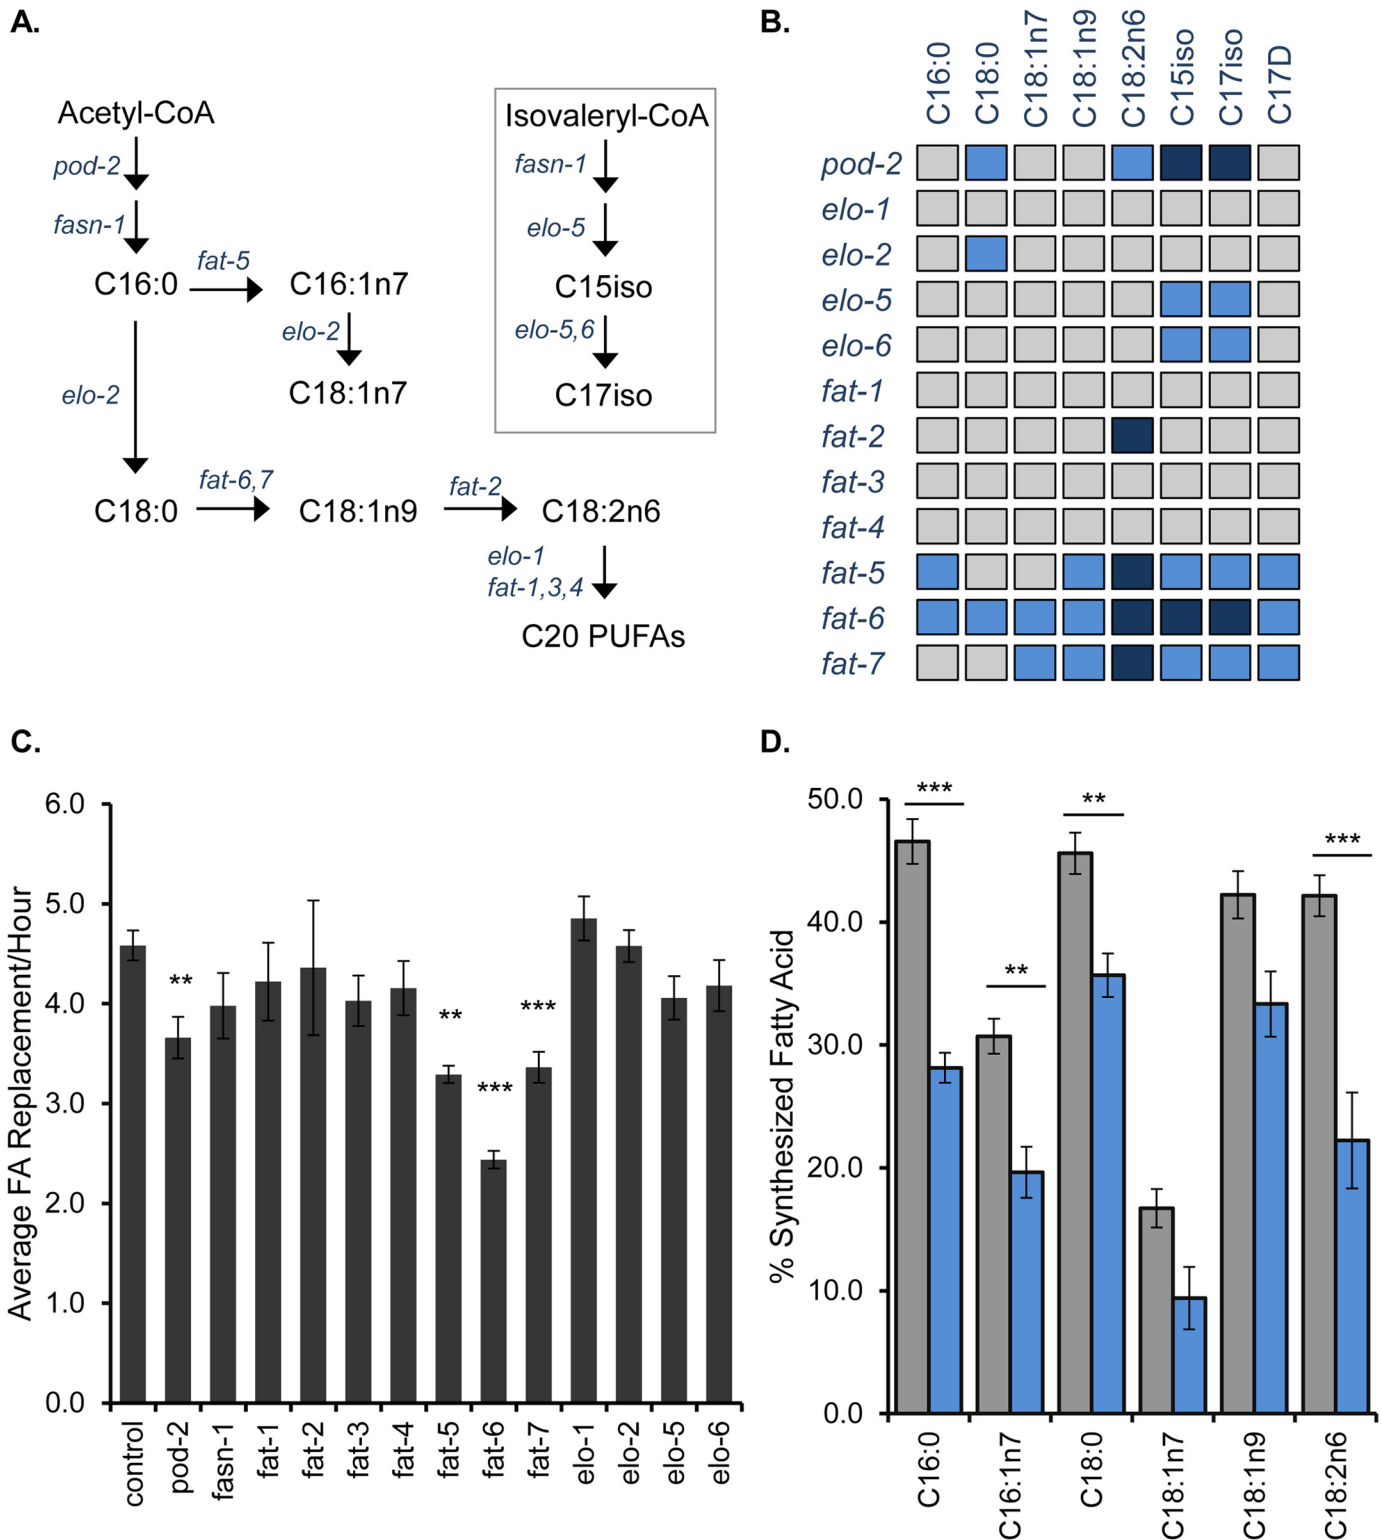 A.
Acetyl-CoA
pod-2
fasn-1
C16:0
fat-5
C16:1n7
elo-2
C18:1n7
elo-2
C18:0
fat-6,7
C18:1n9
fat-2
C18:2n6
elo-1
fat-1,3,4
C20 PUFAs
Isovaleryl-CoA
fasn-1
elo-5
C15iso
elo-5,6
C17iso
B.
C16:0
C18:0
C18:1n7
C18:1n9
C18:2n6
C15iso
C17iso
C17D
pod-2
elo-1
elo-2
elo-5
elo-6
fat-1
fat-2
fat-3
fat-4
fat-5
fat-6
fat-7
C.
Average FA Replacement/Hour
6.0
5.0
4.0
3.0
2.0
1.0
0.0
**
**
***
***
control
pod-2
fasn-1
fat-1
fat-2
fat-3
fat-4
fat-5
fat-6
fat-7
elo-1
elo-2
elo-5
elo-6
D.
% Synthesized Fatty Acid
50.0
40.0
30.0
20.0
10.0
0.0
***
**
**
***
C16:0
C16:1n7
C18:0
C18:1n7
C18:1n9
C18:2n6